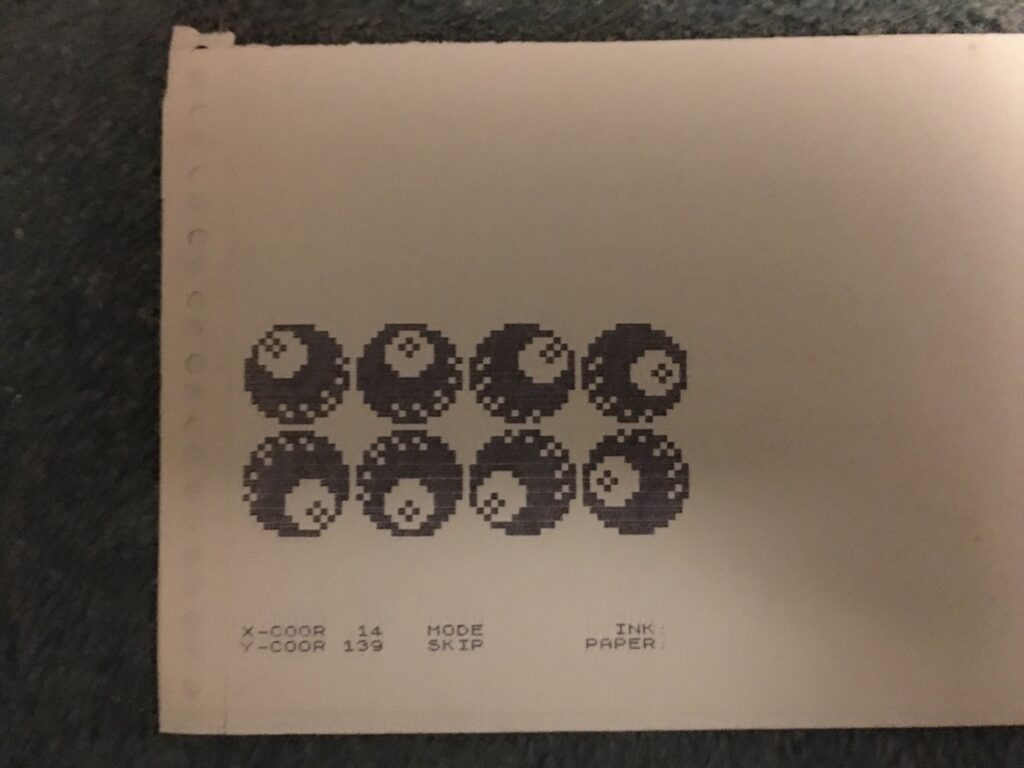 X-COOR 14 MODE INK
Y-COOR 139 SKIP PAPER